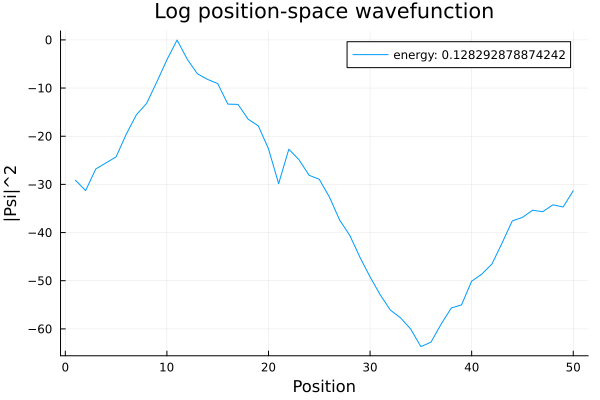 Log position-space wavefunction
energy: 0.128292878874242
|Psi|^2
0
−10
−20
−30
−40
−50
−60
0 10 20 30 40 50
Position